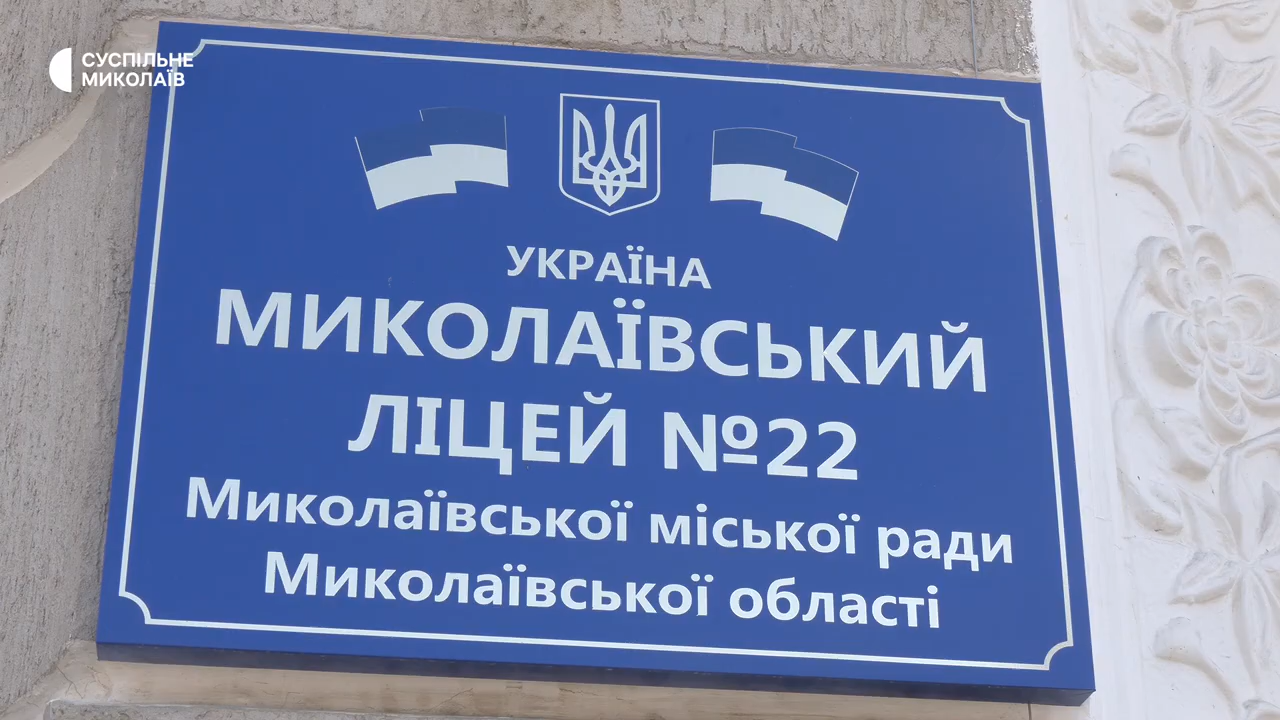 СУСПІЛЬНЕ
МИКОЛАЇВ
УКРАЇНА
МИКОЛАЇВСЬКИЙ
ЛІЦЕЙ №22
Миколаївської міської ради
Миколаївської області